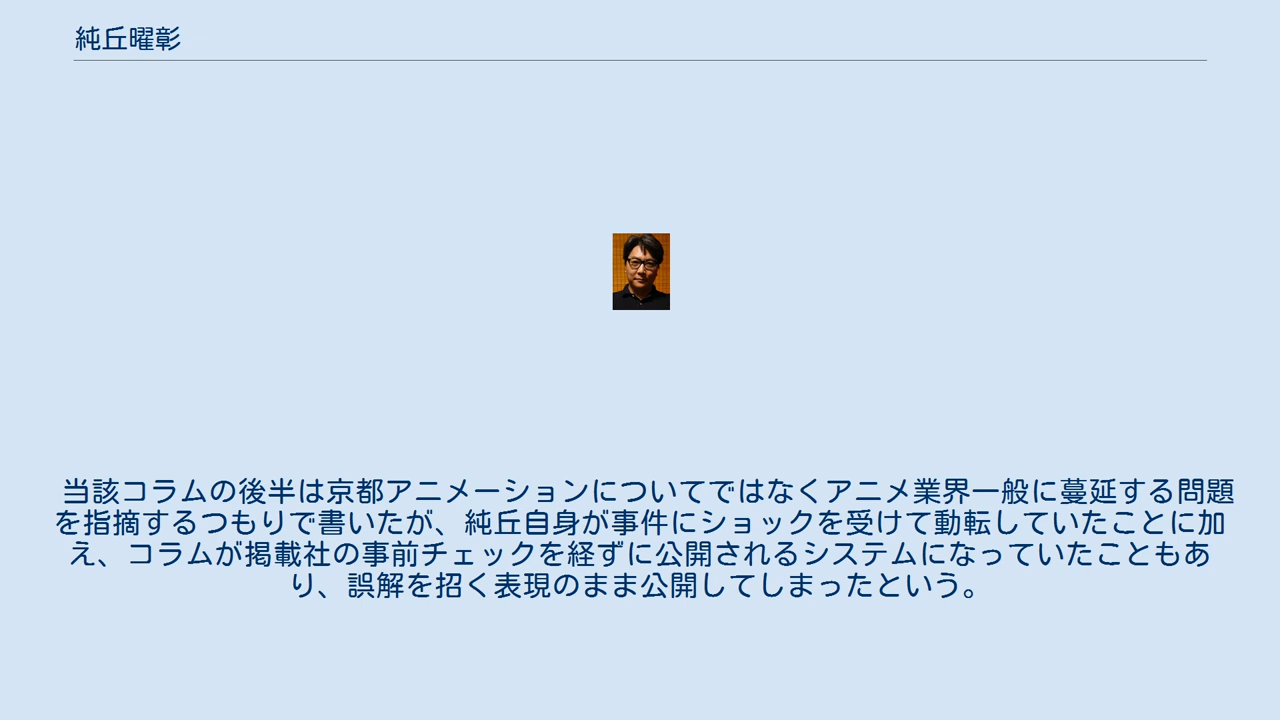 純丘曜彰
当該コラムの後半は京都アニメーションについてではなくアニメ業界一般に蔓延する問題
を指摘するつもりで書いたが、純丘自身が事件にショックを受けて動転していたことに加
え、コラムが掲載社の事前チェックを経ずに公開されるシステムになっていたこともあ
り、誤解を招く表現のまま公開してしまったという。